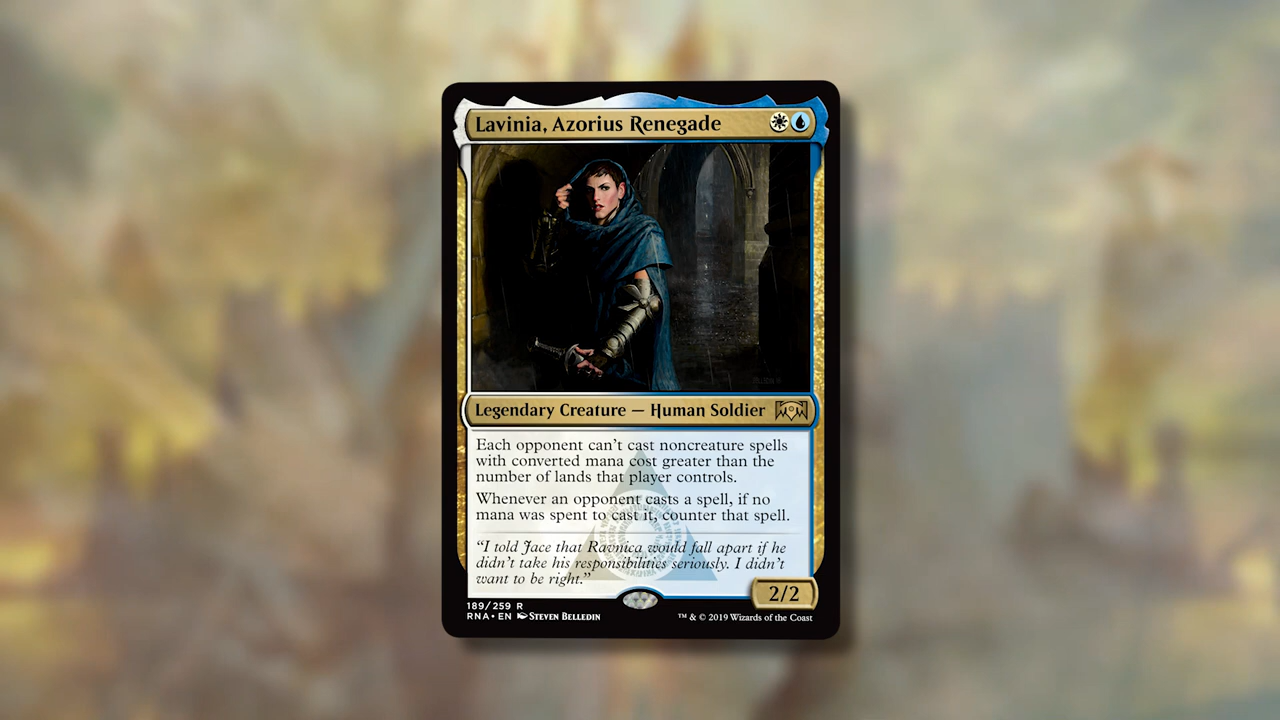 Lavinia, Azorius Renegade
Legendary Creature — Human Soldier
Each opponent can't cast noncreature spells
with converted mana cost greater than the
number of lands that player controls.
Whenever an opponent casts a spell, if no
mana was spent to cast it, counter that spell.
“I told Jace that Ravnica would fall apart if he
didn't take his responsibilities seriously. I didn't
want to be right.”
2/2
189/259 R
RNA • EN Steven Belledin
™ & © 2019 Wizards of the Coast